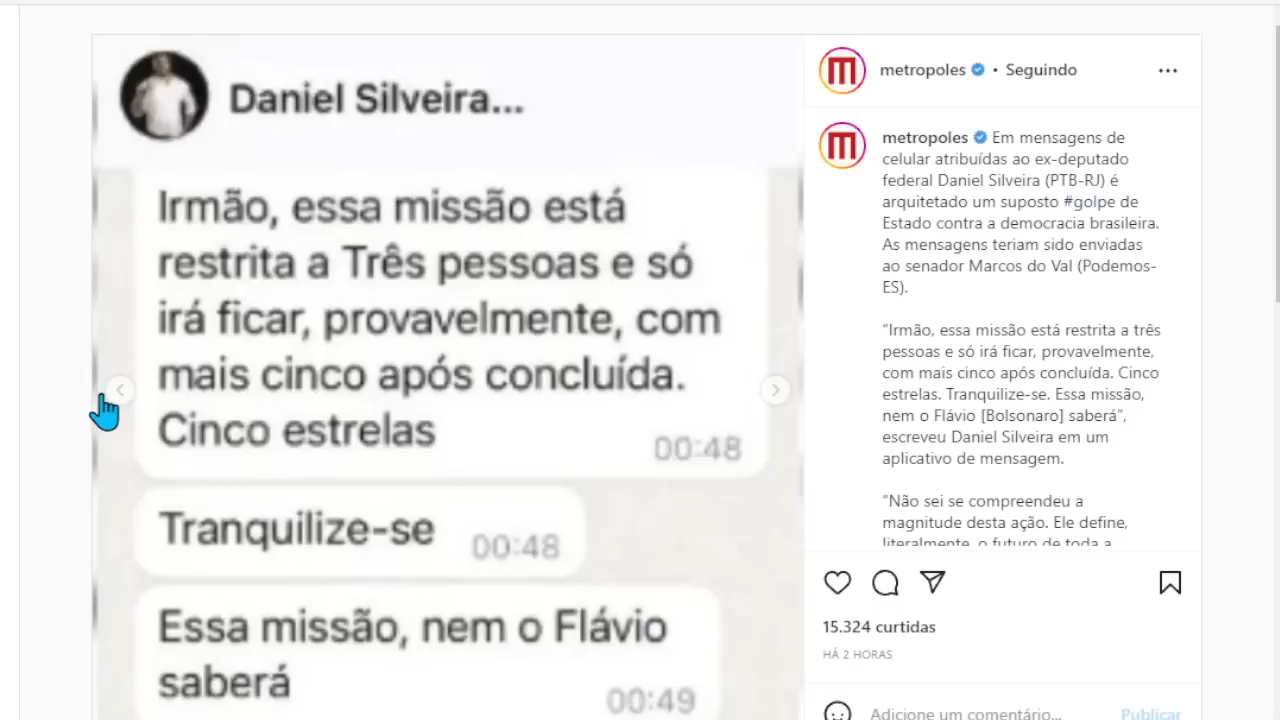 Daniel Silveira...
Irmão, essa missão está
restrita a Três pessoas e só
irá ficar, provavelmente, com
mais cinco após concluída.
Cinco estrelas
00:48
Tranquilize-se
00:48
Essa missão, nem o Flávio
saberá
00:49
metropoles • Seguindo
metropoles Em mensagens de
celular atribuídas ao ex-deputado
federal Daniel Silveira (PTB-RJ) é
arquitetado um suposto #golpe de
Estado contra a democracia brasileira.
As mensagens teriam sido enviadas
ao senador Marcos do Val (Podemos-
ES).
“Irmão, essa missão está restrita a três
pessoas e só irá ficar, provavelmente,
com mais cinco após concluída. Cinco
estrelas. Tranquilize-se. Essa missão,
nem o Flávio [Bolsonaro] saberá”,
escreveu Daniel Silveira em um
aplicativo de mensagem.
“Não sei se compreendeu a
magnitude desta ação. Ele define,
literalmente, o futuro de toda a
15.324 curtidas
HÁ 2 HORAS
Adicione um comentário...
Publicar